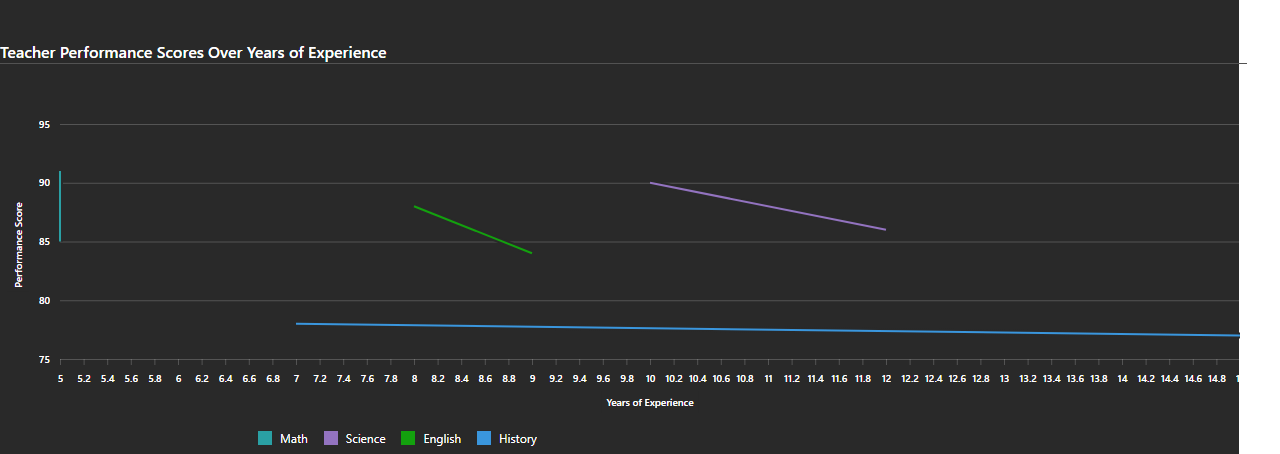 Teacher Performance Scores Over Years of Experience
95
90
85
80
75
Performance Score
5 5.2 5.4 5.6 5.8 6 6.2 6.4 6.6 6.8 7 7.2 7.4 7.6 7.8 8 8.2 8.4 8.6 8.8 9 9.2 9.4 9.6 9.8 10 10.2 10.4 10.6 10.8 11 11.2 11.4 11.6 11.8 12 12.2 12.4 12.6 12.8 13 13.2 13.4 13.6 13.8 14 14.2 14.4 14.6 14.8
Years of Experience
Math Science English History